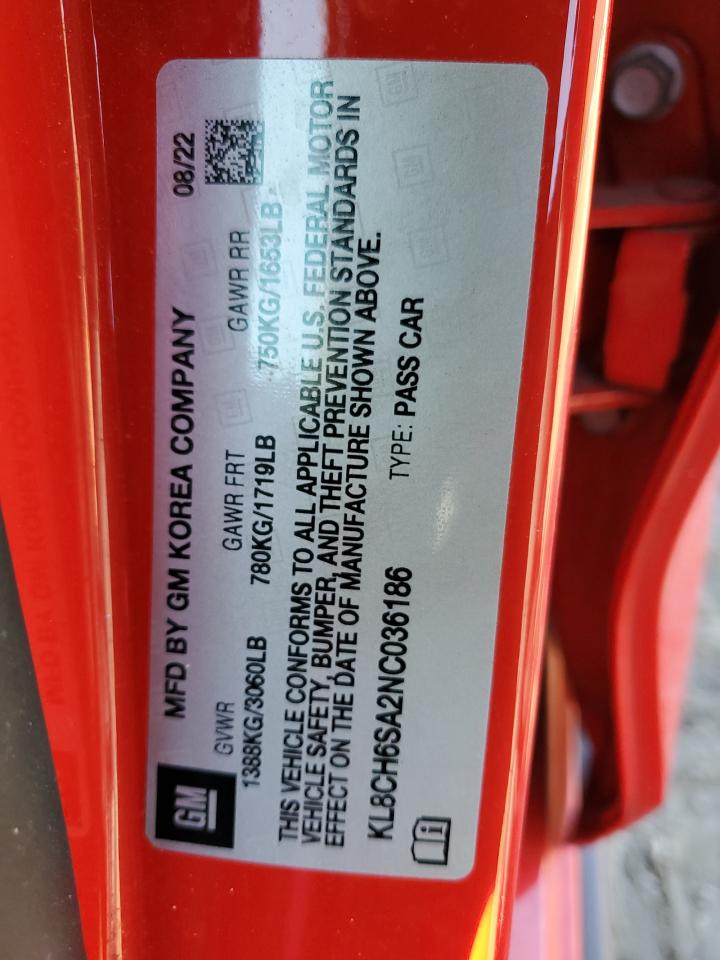 GM
MFD BY GM KOREA COMPANY 08/22
GVWR GAWR FRT GAWR RR
1388KG/3060LB 780KG/1719LB 750KG/1653LB
THIS VEHICLE CONFORMS TO ALL APPLICABLE U.S. FEDERAL MOTOR
VEHICLE SAFETY, BUMPER, AND THEFT PREVENTION STANDARDS IN
EFFECT ON THE DATE OF MANUFACTURE SHOWN ABOVE.
KL8CH6SA2NC036186 TYPE: PASS CAR